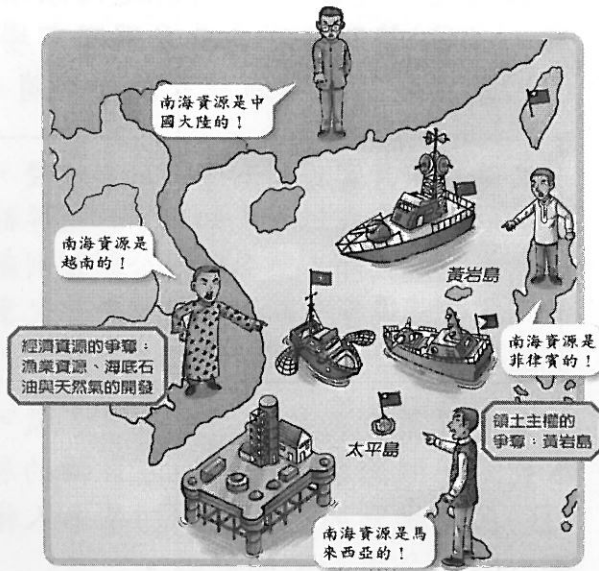 南海資源是中
國大陸的！
南海資源是
越南的！
黃岩島
經濟資源的爭奪：
漁業資源、海底石
油與天然氣的開發
南海資源是
菲律賓的！
太平島
領土主權的
爭奪：黃岩島
南海資源是馬
來西亞的！